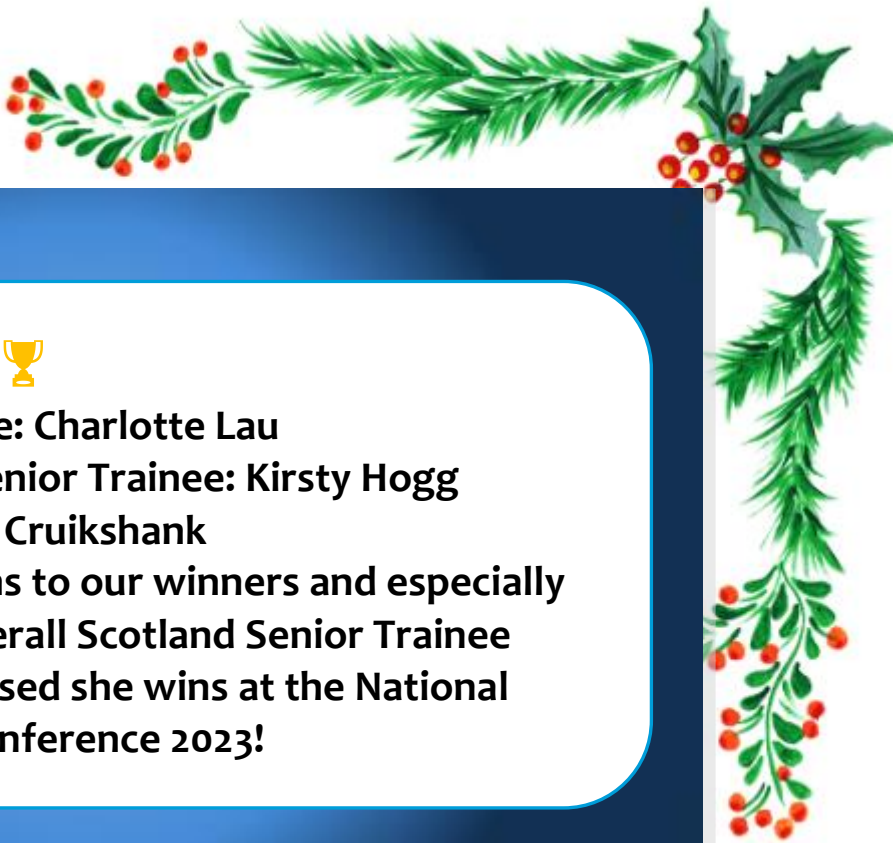 e: Charlotte Lau
enior Trainee: Kirsty Hogg
Cruikshank
ns to our winners and especially
erall Scotland Senior Trainee
sed she wins at the National
nference 2023!